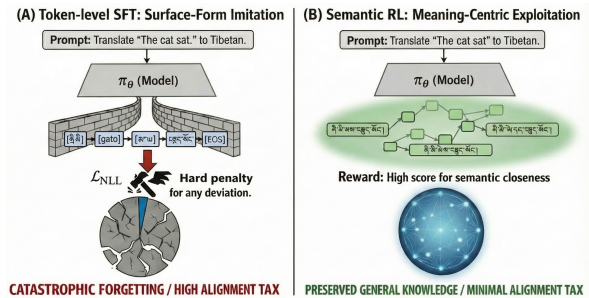 (A) Token-level SFT: Surface-Form Imitation
Prompt: Translate "The cat sat." to Tibetan.
πθ (Model)
[gato]
[EOS]
ℒNLL
Hard penalty
for any deviation.
CATASTROPHIC FORGETTING / HIGH ALIGNMENT TAX
(B) Semantic RL: Meaning-Centric Exploitation
Prompt: Translate "The cat sat" to Tibetan.
πθ (Model)
Reward: High score for semantic closeness
PRESERVED GENERAL KNOWLEDGE / MINIMAL ALIGNMENT TAX